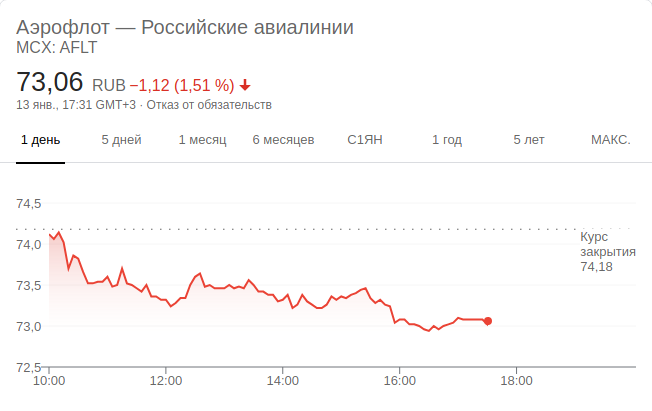 Аэрофлот — Российские авиалинии
MCX: AFLT
73,06 RUB −1,12 (1,51 %)
13 янв., 17:31 GMT+3 · Отказ от обязательств
1 день 5 дней 1 месяц 6 месяцев С1ЯН 1 год 5 лет МАКС.
74,5
Курс
закрытия
74,18
74,0
73,5
73,0
72,5
10:00 12:00 14:00 16:00 18:00